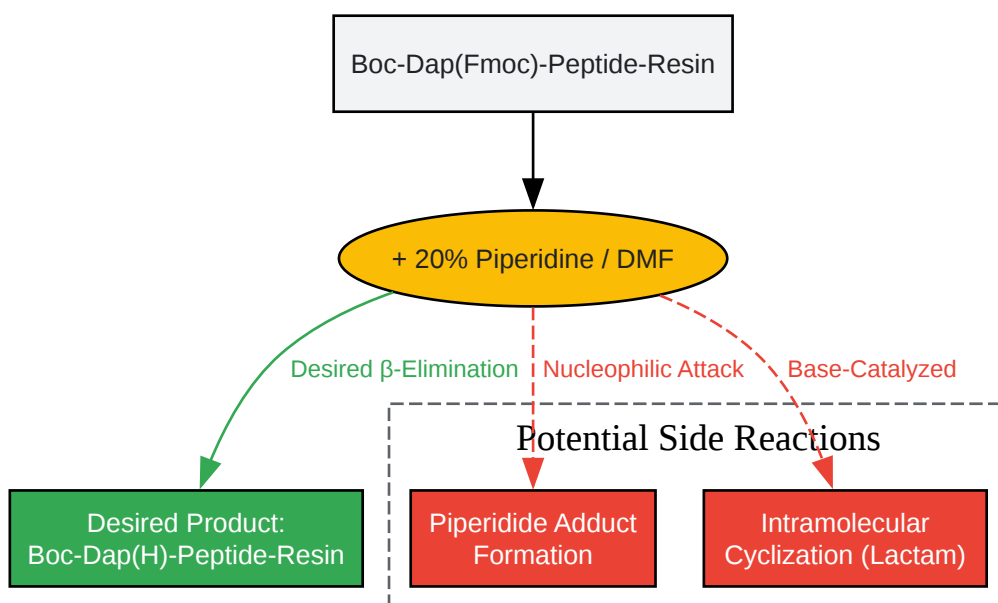 Boc-Dap(Fmoc)-Peptide-Resin
+ 20% Piperidine / DMF
Desired β-Elimination
Nucleophilic Attack
Base-Catalyzed
Potential Side Reactions
Desired Product:
Boc-Dap(H)-Peptide-Resin
Piperidide Adduct
Formation
Intramolecular
Cyclization (Lactam)